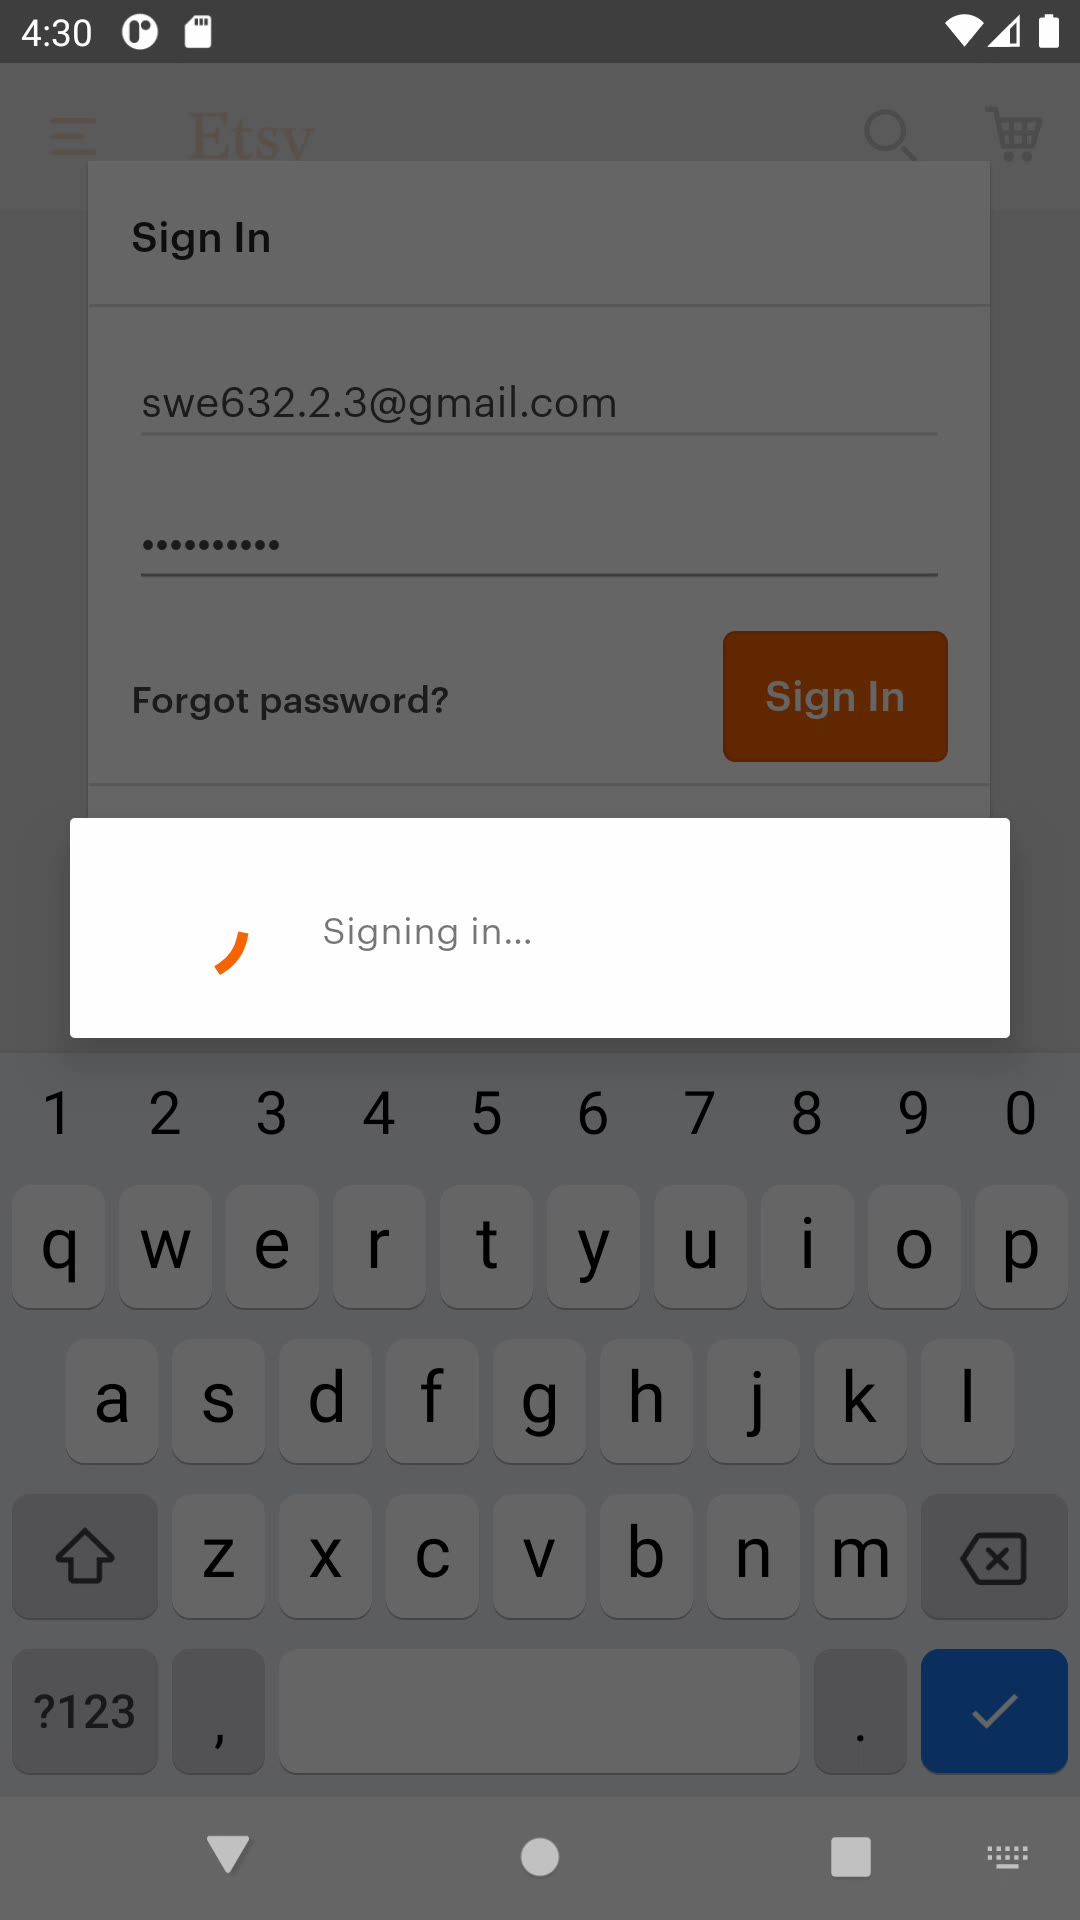 4:30
Etsy
Sign In
swe632.2.3@gmail.com
••••••••••
Forgot password?
Sign In
Signing in...
1 2 3 4 5 6 7 8 9 0
q w e r t y u i o p
a s d f g h j k l
z x c v b n m
?123 , .